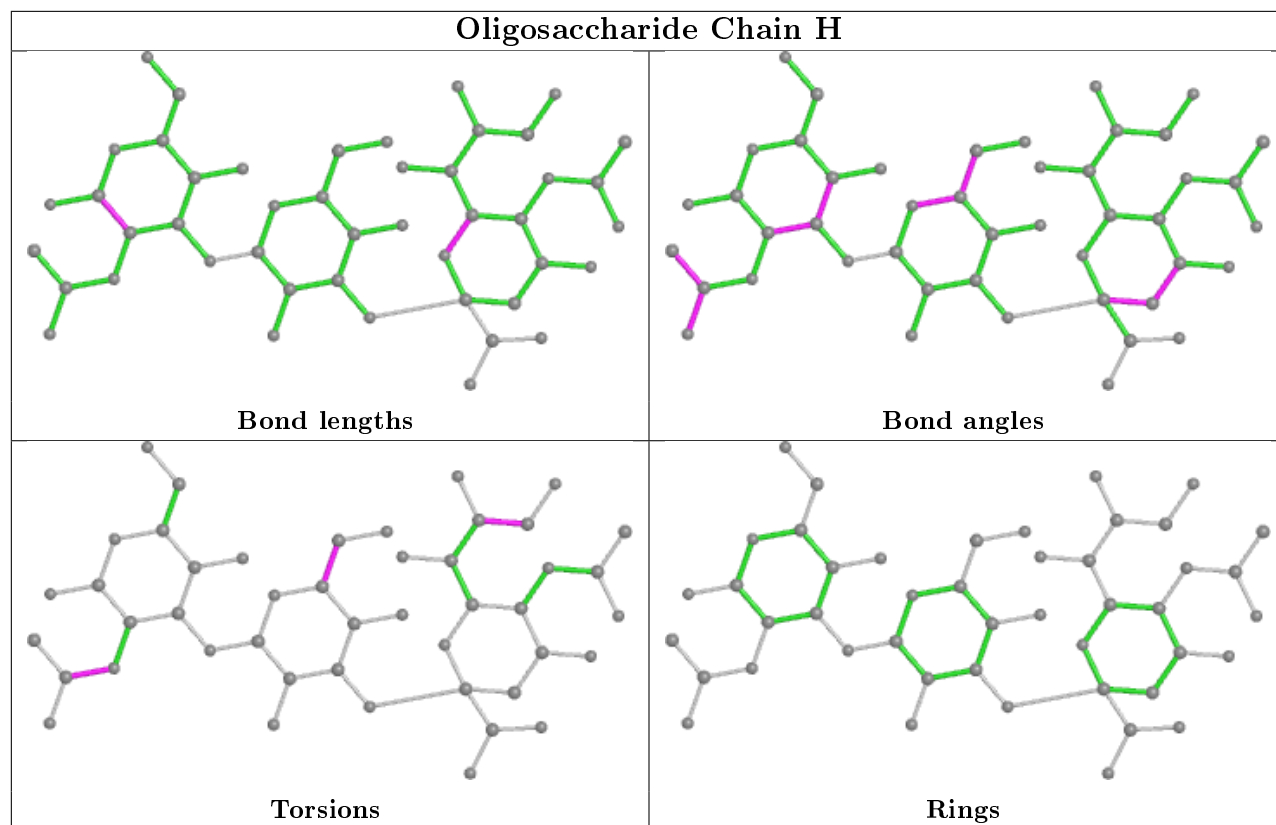 Oligosaccharide Chain H
Bond lengths
Bond angles
Torsions
Rings